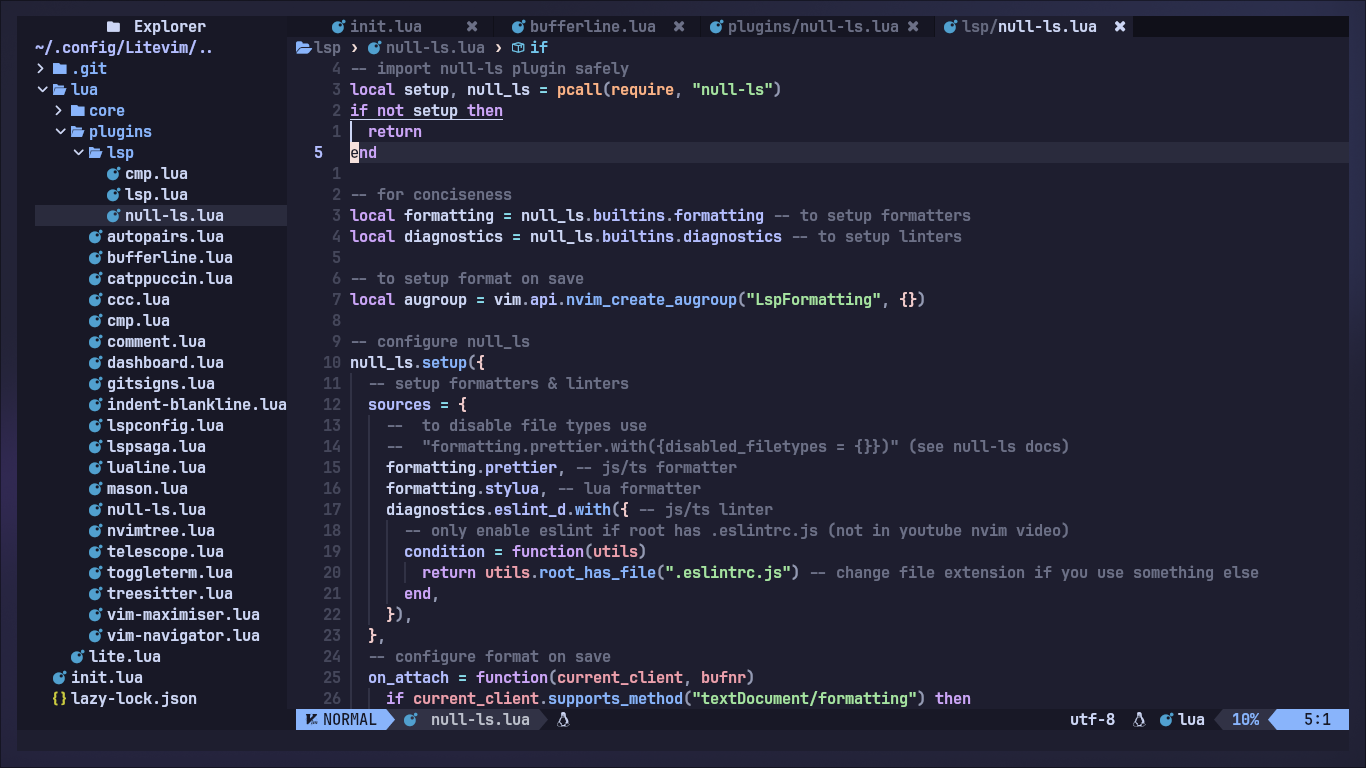 Explorer
~/.config/Litevim/..
.git
lua
core
plugins
lsp
cmp.lua
lsp.lua
null-ls.lua
autopairs.lua
bufferline.lua
catppuccin.lua
ccc.lua
cmp.lua
comment.lua
dashboard.lua
gitsigns.lua
indent-blankline.lua
lspconfig.lua
lspsaga.lua
lualine.lua
mason.lua
null-ls.lua
nvimtree.lua
telescope.lua
toggleterm.lua
treesitter.lua
vim-maximiser.lua
vim-navigator.lua
lite.lua
init.lua
{} lazy-lock.json
init.lua ✖ bufferline.lua ✖ plugins/null-ls.lua ✖ lsp/null-ls.lua ✖
lsp › null-ls.lua › if
4 -- import null-ls plugin safely
3 local setup, null_ls = pcall(require, "null-ls")
2 if not setup then
1 return
5 end
1
2 -- for conciseness
3 local formatting = null_ls.builtins.formatting -- to setup formatters
4 local diagnostics = null_ls.builtins.diagnostics -- to setup linters
5
6 -- to setup format on save
7 local augroup = vim.api.nvim_create_augroup("LspFormatting", {})
8
9 -- configure null_ls
10 null_ls.setup({
11 -- setup formatters & linters
12 sources = {
13 --  to disable file types use
14 --  "formatting.prettier.with({disabled_filetypes = {}})" (see null-ls docs)
15 formatting.prettier, -- js/ts formatter
16 formatting.stylua, -- lua formatter
17 diagnostics.eslint_d.with({ -- js/ts linter
18 -- only enable eslint if root has .eslintrc.js (not in youtube nvim video)
19 condition = function(utils)
20 return utils.root_has_file(".eslintrc.js") -- change file extension if you use something else
21 end,
22 }),
23 },
24 -- configure format on save
25 on_attach = function(current_client, bufnr)
26 if current_client.supports_method("textDocument/formatting") then
NORMAL null-ls.lua utf-8 lua 10% 5:1